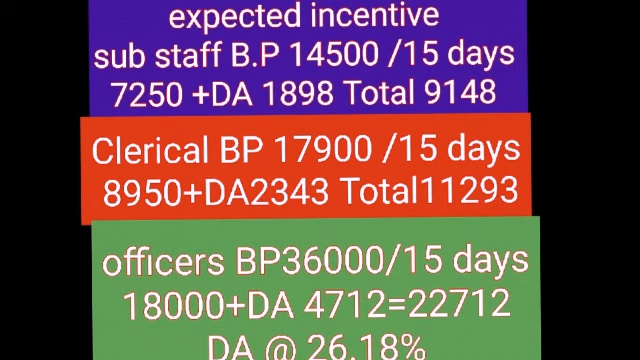 expected incentive
sub staff B.P 14500 /15 days
7250 +DA 1898 Total 9148
Clerical BP 17900 /15 days
8950+DA2343 Total11293
officers BP36000/15 days
18000+DA 4712=22712
DA @ 26.18%